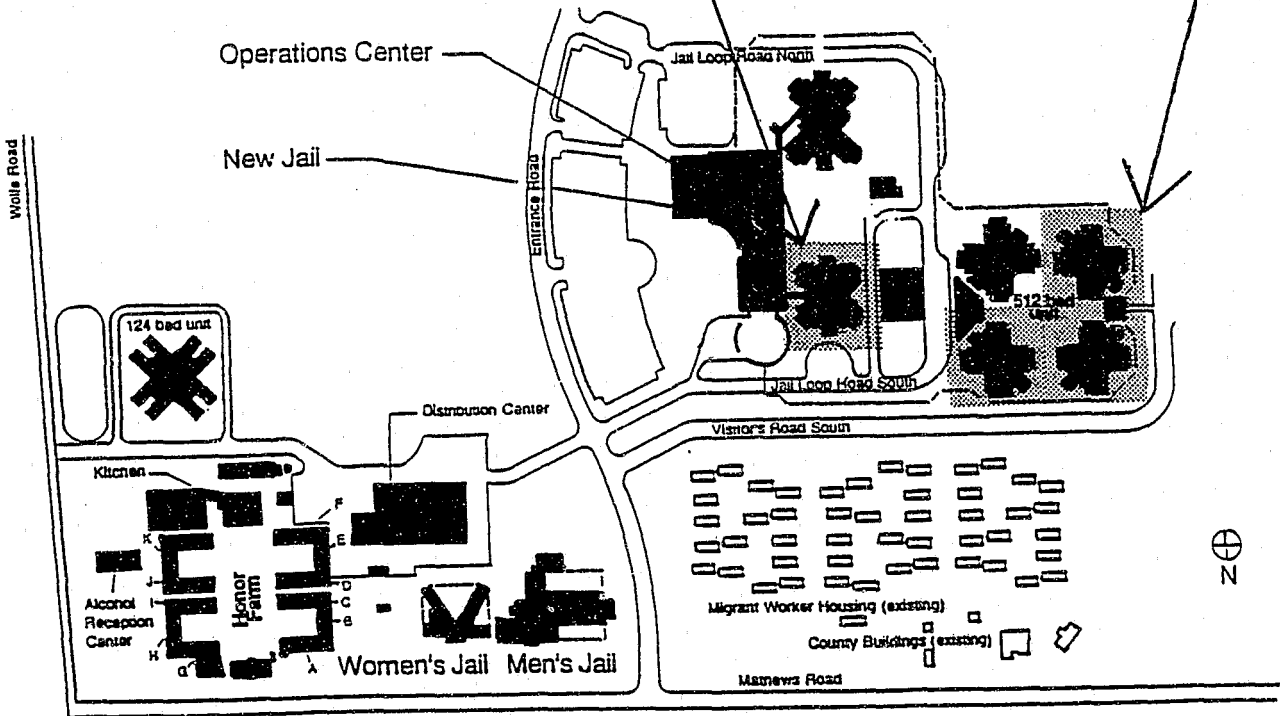 Operations Center
Jail Loop Road North
New Jail
Wolfe Road
Entrance Road
512 bed
unit
124 bed unit
Jail Loop Road South
Distribution Center
Visitor's Road South
Kitchen
F
K
E
J
D
I
C
B
Honor
Farm
Alcohol
Reception
Center
H
G
A
N
Migrant Worker Housing (existing)
County Buildings (existing)
Women's Jail
Men's Jail
Mathews Road